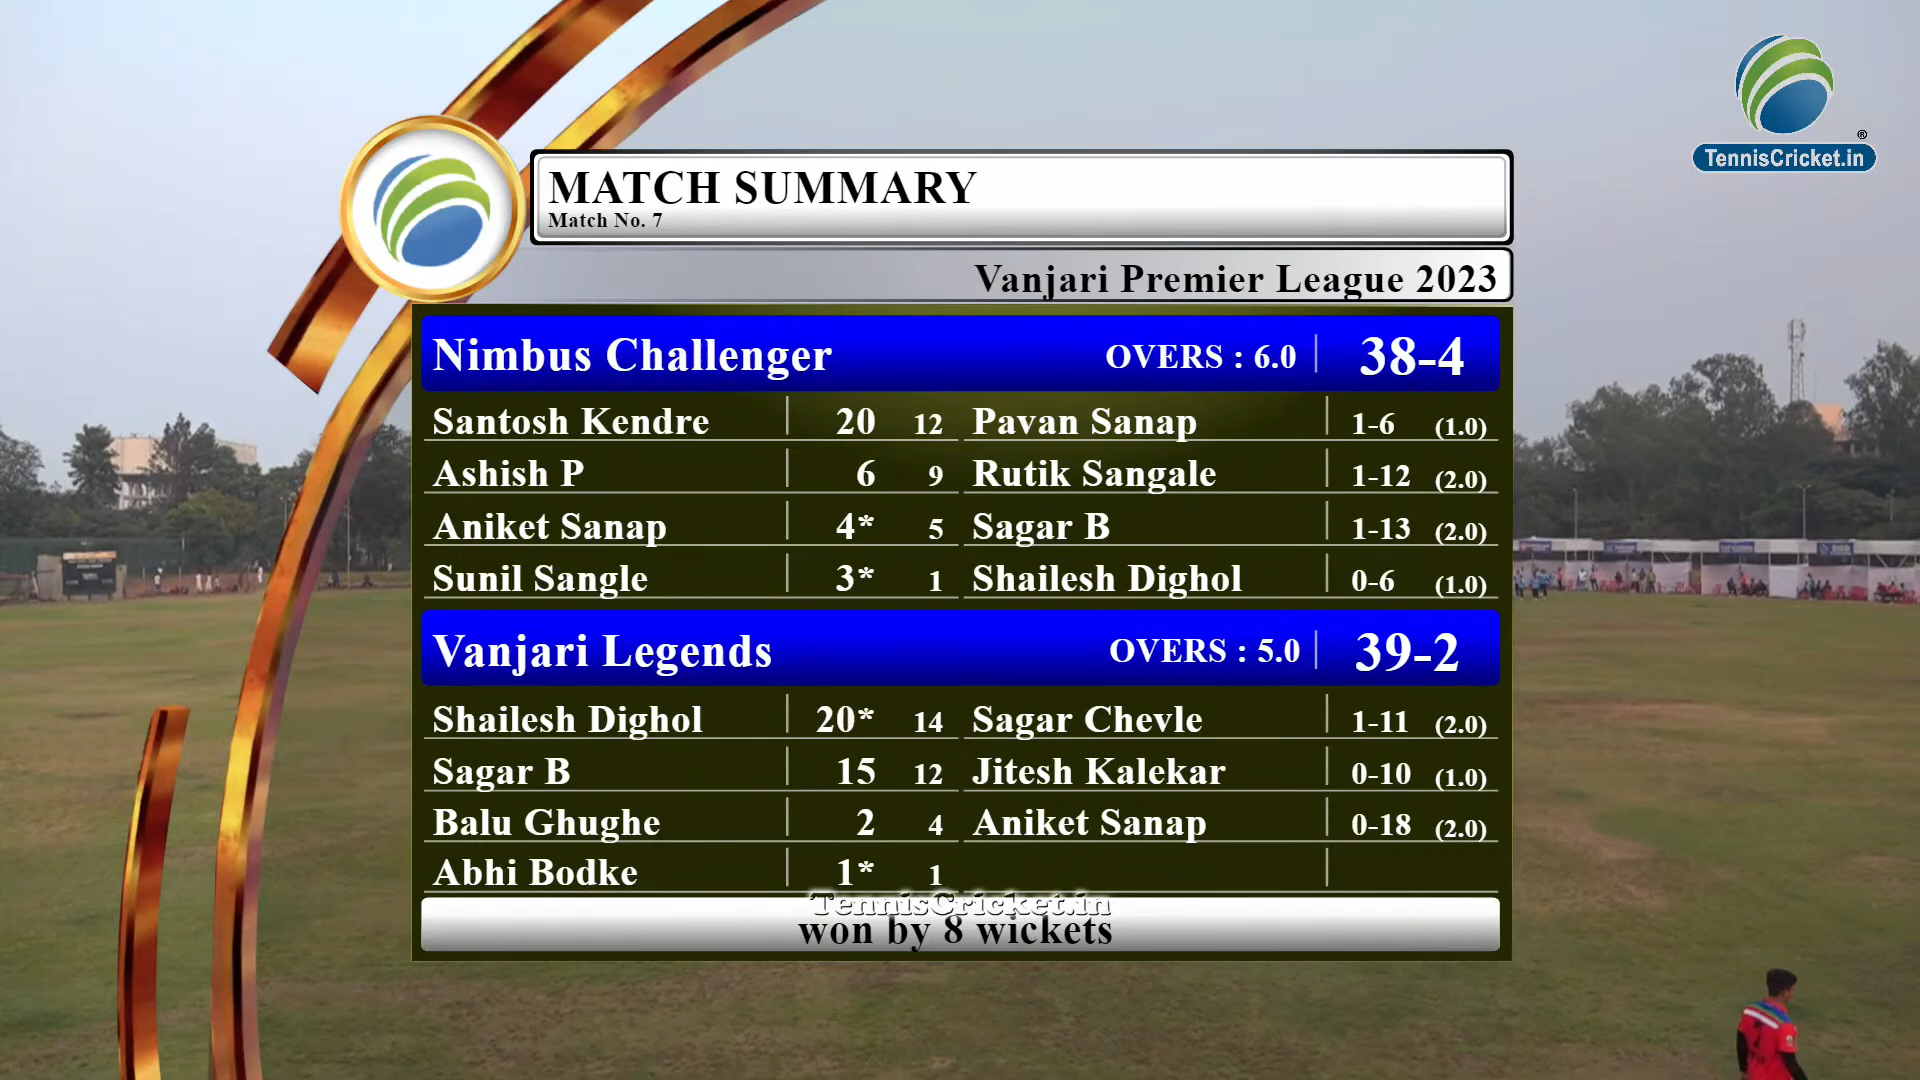 TennisCricket.in
®
MATCH SUMMARY
Match No. 7
Vanjari Premier League 2023
Nimbus Challenger OVERS : 6.0 38-4
Santosh Kendre 20 12 Pavan Sanap 1-6 (1.0)
Ashish P 6 9 Rutik Sangale 1-12 (2.0)
Aniket Sanap 4* 5 Sagar B 1-13 (2.0)
Sunil Sangle 3* 1 Shailesh Dighol 0-6 (1.0)
Vanjari Legends OVERS : 5.0 39-2
Shailesh Dighol 20* 14 Sagar Chevle 1-11 (2.0)
Sagar B 15 12 Jitesh Kalekar 0-10 (1.0)
Balu Ghughe 2 4 Aniket Sanap 0-18 (2.0)
Abhi Bodke 1* 1
TennisCricket.in
won by 8 wickets